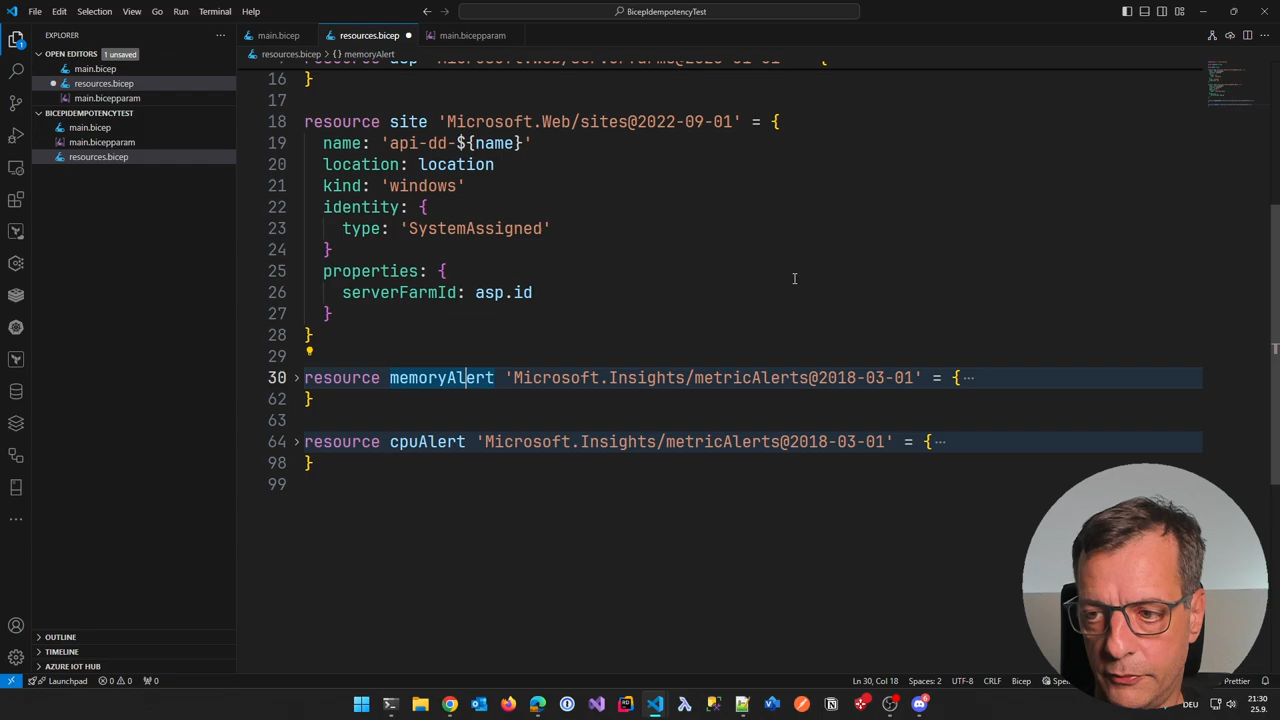 File Edit Selection View Go Run Terminal Help
BicepIdempotencyTest
EXPLORER
OPEN EDITORS 1 unsaved
main.bicep
resources.bicep
main.bicepparam
BICEPIDEMPOTENCYTEST
main.bicep
main.bicepparam
resources.bicep
OUTLINE
TIMELINE
AZURE IOT HUB
main.bicep resources.bicep main.bicepparam
resources.bicep > {} memoryAlert
16 }
17
18 resource site 'Microsoft.Web/sites@2022-09-01' = {
19 name: 'api-dd-${name}'
20 location: location
21 kind: 'windows'
22 identity: {
23 type: 'SystemAssigned'
24 }
25 properties: {
26 serverFarmId: asp.id
27 }
28 }
29
30 resource memoryAlert 'Microsoft.Insights/metricAlerts@2018-03-01' = {
62 }
63
64 resource cpuAlert 'Microsoft.Insights/metricAlerts@2018-03-01' = {
98 }
99
Launchpad 0 0 0 Ln 30, Col 18 Spaces: 2 UTF-8 CRLF Bicep Prettier
DEU 21:30
25.9.